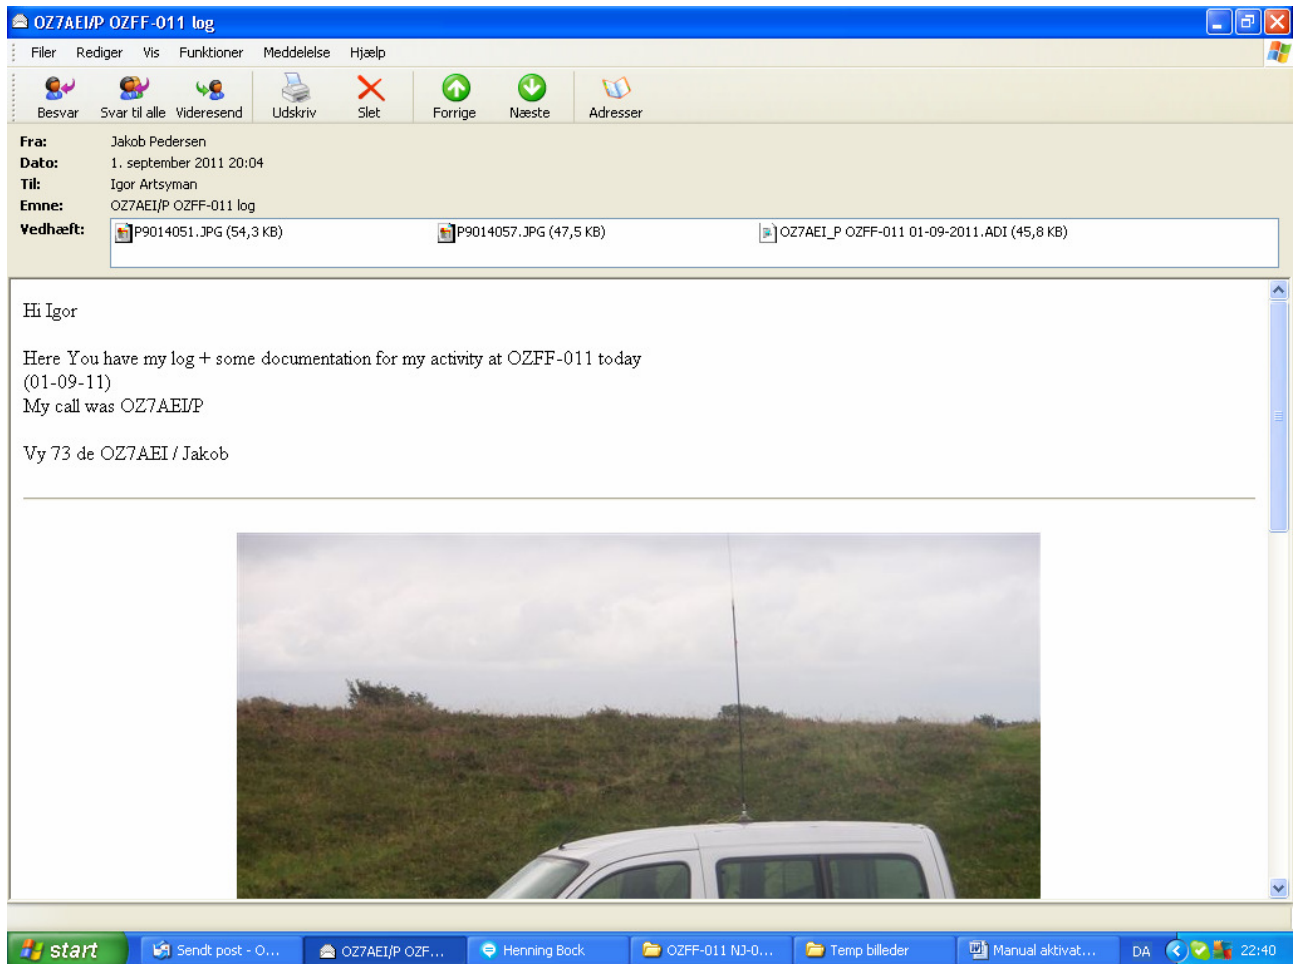 OZ7AEI/P OZFF-011 log
Filer Rediger Vis Funktioner Meddelelse Hjælp
Besvar Svar til alle Videresend Udskriv Slet Forrige Næste Adresser
Fra: Jakob Pedersen
Dato: 1. september 2011 20:04
Til: Igor Artsyman
Emne: OZ7AEI/P OZFF-011 log
Vedhæft: P9014051.JPG (54,3 KB) P9014057.JPG (47,5 KB) OZ7AEI_P OZFF-011 01-09-2011.ADI (45,8 KB)
Hi Igor
Here You have my log + some documentation for my activity at OZFF-011 today
(01-09-11)
My call was OZ7AEI/P
Vy 73 de OZ7AEI / Jakob
start Sendt post - O... OZ7AEI/P OZF... Henning Bock OZFF-011 NJ-0... Temp billeder Manual aktivat... DA 22:40